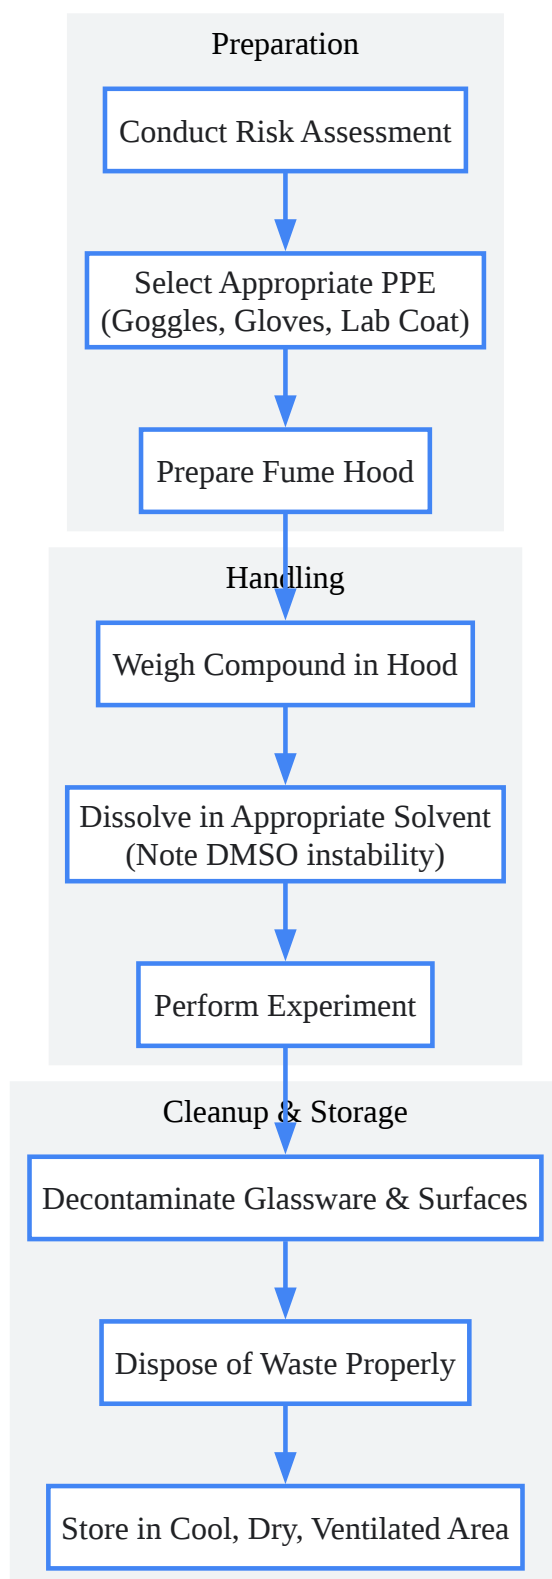 Preparation
Conduct Risk Assessment
Select Appropriate PPE
(Goggles, Gloves, Lab Coat)
Prepare Fume Hood
Handling
Weigh Compound in Hood
Dissolve in Appropriate Solvent
(Note DMSO instability)
Perform Experiment
Cleanup & Storage
Decontaminate Glassware & Surfaces
Dispose of Waste Properly
Store in Cool, Dry, Ventilated Area